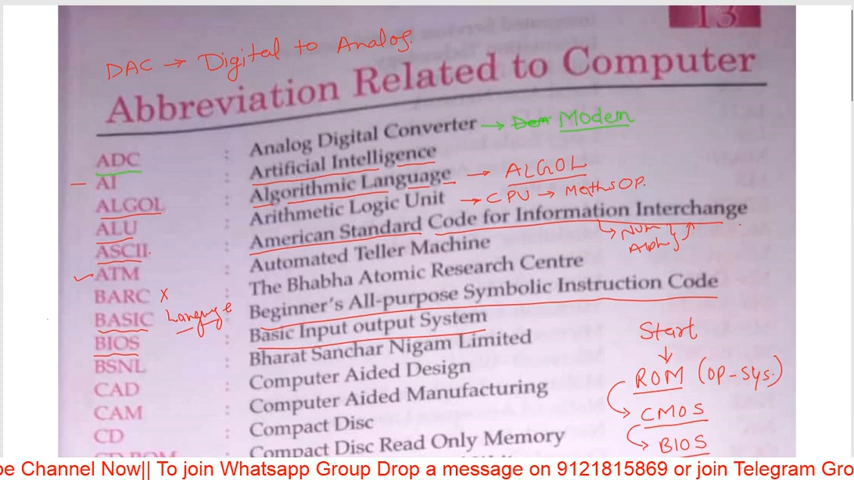 13
DAC → Digital to Analog
Abbreviation Related to Computer
ADC : Analog Digital Converter → Modem
AI : Artificial Intelligence
ALGOL : Algorithmic Language → ALGOL
ALU : Arithmetic Logic Unit → CPU → Maths OP.
ASCII : American Standard Code for Information Interchange
ATM : Automated Teller Machine
BARC x : The Bhabha Atomic Research Centre
BASIC Language : Beginner's All-purpose Symbolic Instruction Code
BIOS : Basic Input output System
BSNL : Bharat Sanchar Nigam Limited
CAD : Computer Aided Design
CAM : Computer Aided Manufacturing
CD : Compact Disc
Compact Disc Read Only Memory
Start
↓
ROM (OP-Sys.)
CMOS
BIOS
be Channel Now|| To join Whatsapp Group Drop a message on 9121815869 or join Telegram Gro